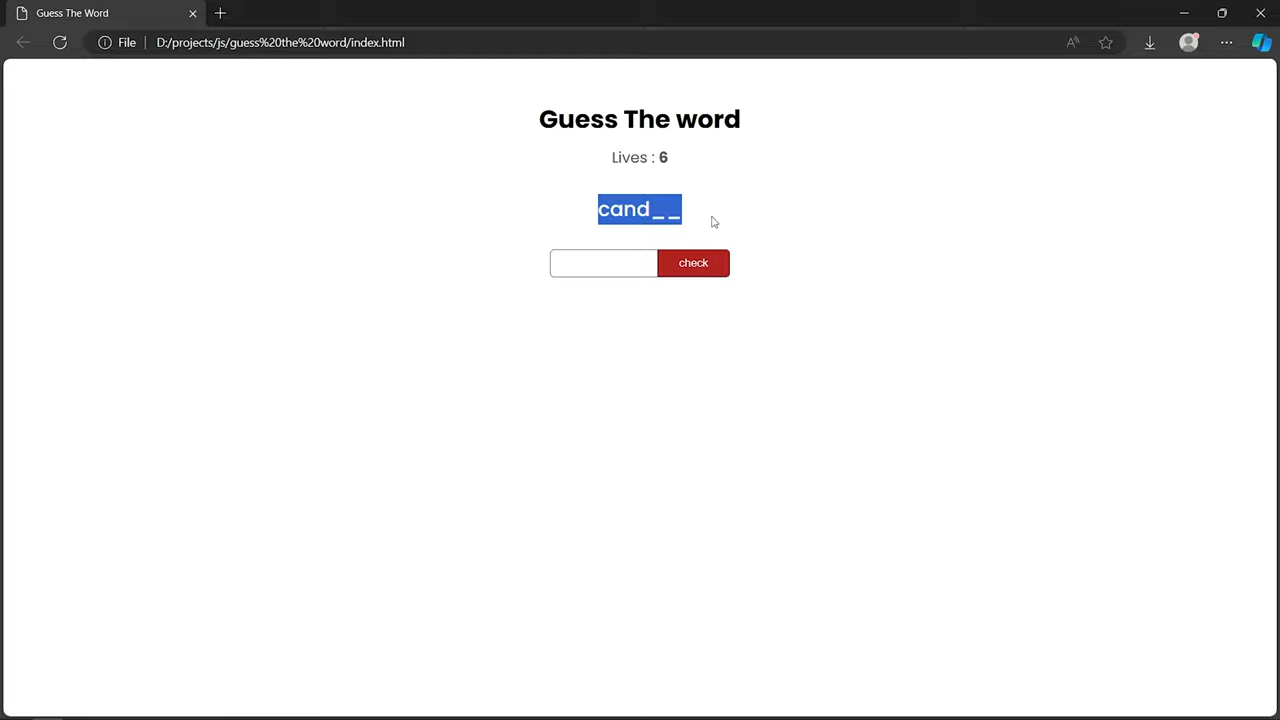 Guess The Word
File D:/projects/js/guess%20the%20word/index.html
Guess The word
Lives : 6
cand_ _
check